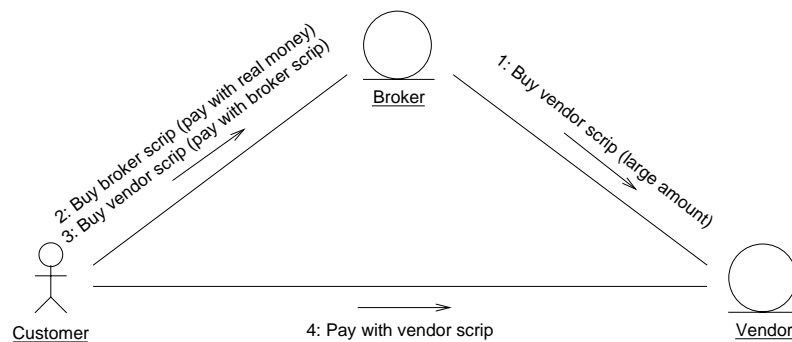 2: Buy broker scrip (pay with real money)
3: Buy vendor scrip (pay with broker scrip)
Broker
1: Buy vendor scrip (large amount)
Customer
4: Pay with vendor scrip
Vendor